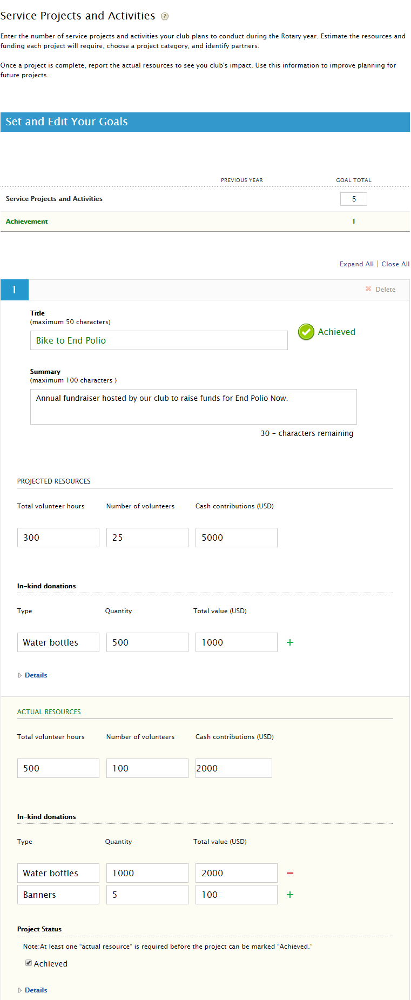 Service Projects and Activities ?
Enter the number of service projects and activities your club plans to conduct during the Rotary year. Estimate the resources and
funding each project will require, choose a project category, and identify partners.
Once a project is complete, report the actual resources to see you club's impact. Use this information to improve planning for
future projects.
Set and Edit Your Goals
PREVIOUS YEAR GOAL TOTAL
Service Projects and Activities 5
Achievement 1
Expand All | Close All
1 Delete
Title
(maximum 50 characters)
Bike to End Polio
Achieved
Summary
(maximum 100 characters )
Annual fundraiser hosted by our club to raise funds for End Polio Now.
30 - characters remaining
PROJECTED RESOURCES
Total volunteer hours Number of volunteers Cash contributions (USD)
300 25 5000
In-kind donations
Type Quantity Total value (USD)
Water bottles 500 1000 +
Details
ACTUAL RESOURCES
Total volunteer hours Number of volunteers Cash contributions (USD)
500 100 2000
In-kind donations
Type Quantity Total value (USD)
Water bottles 1000 2000 −
Banners 5 100 +
Project Status
Note:At least one “actual resource” is required before the project can be marked “Achieved.”
Achieved
Details